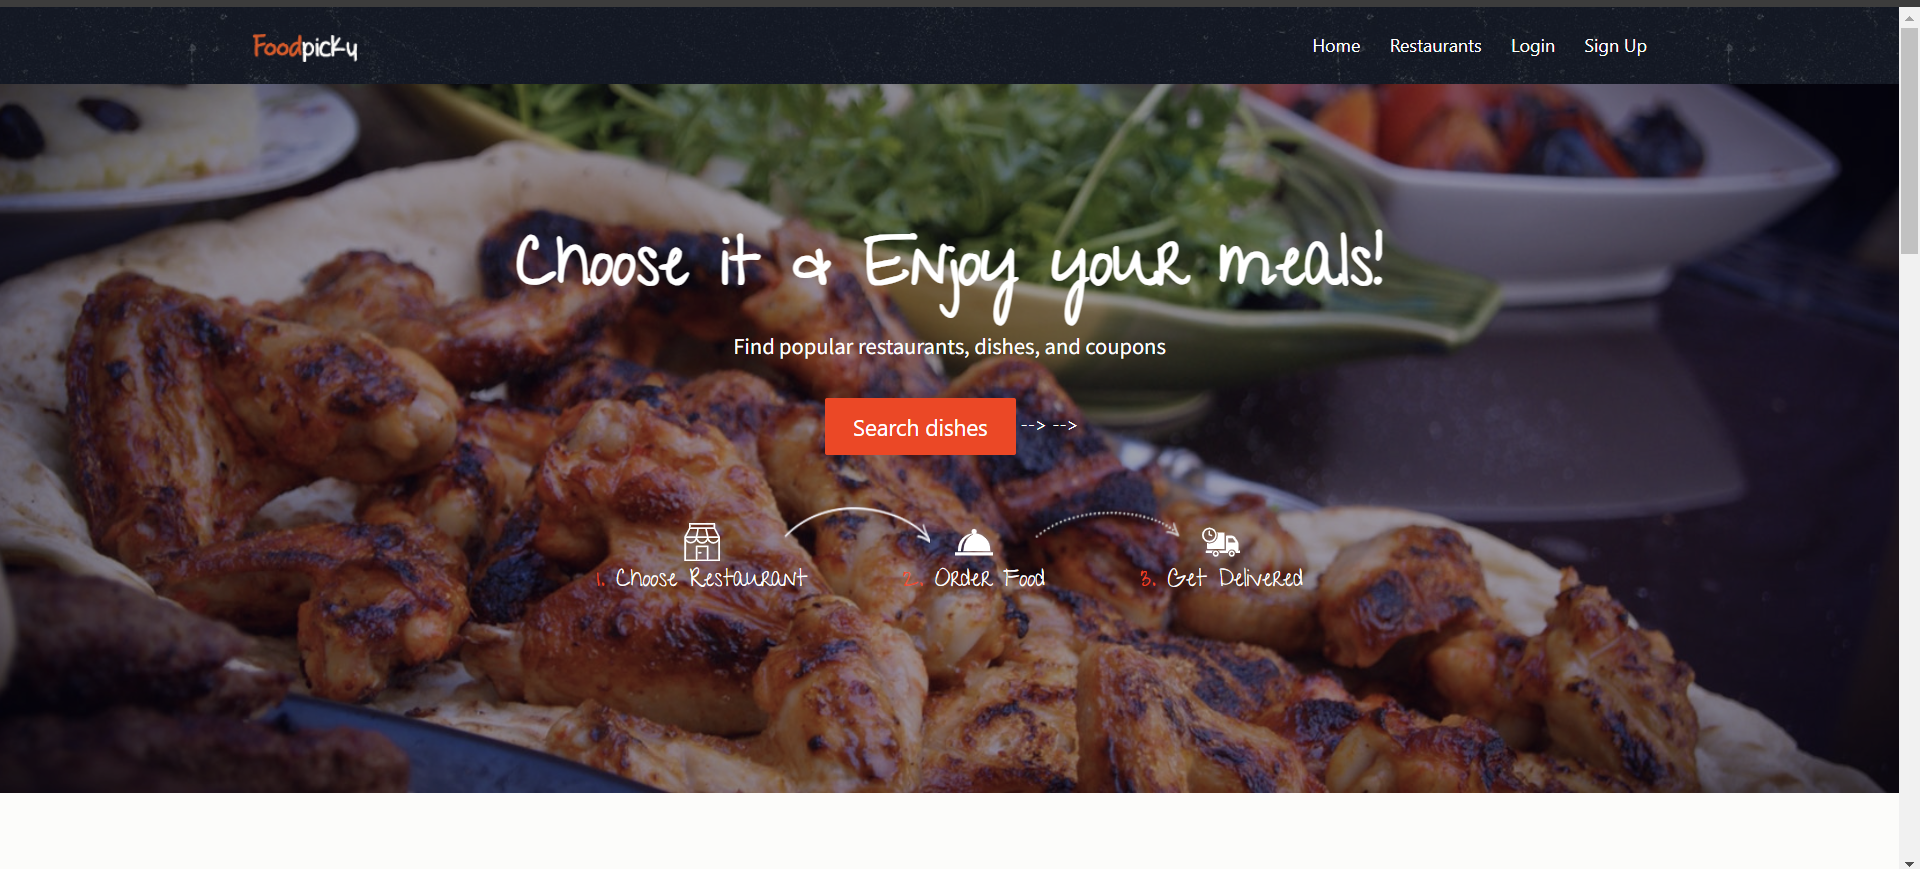 Foodpicky
Home Restaurants Login Sign Up
Choose it & Enjoy your meals!
Find popular restaurants, dishes, and coupons
Search dishes --> -->
1. Choose Restaurant 2. Order Food 3. Get Delivered